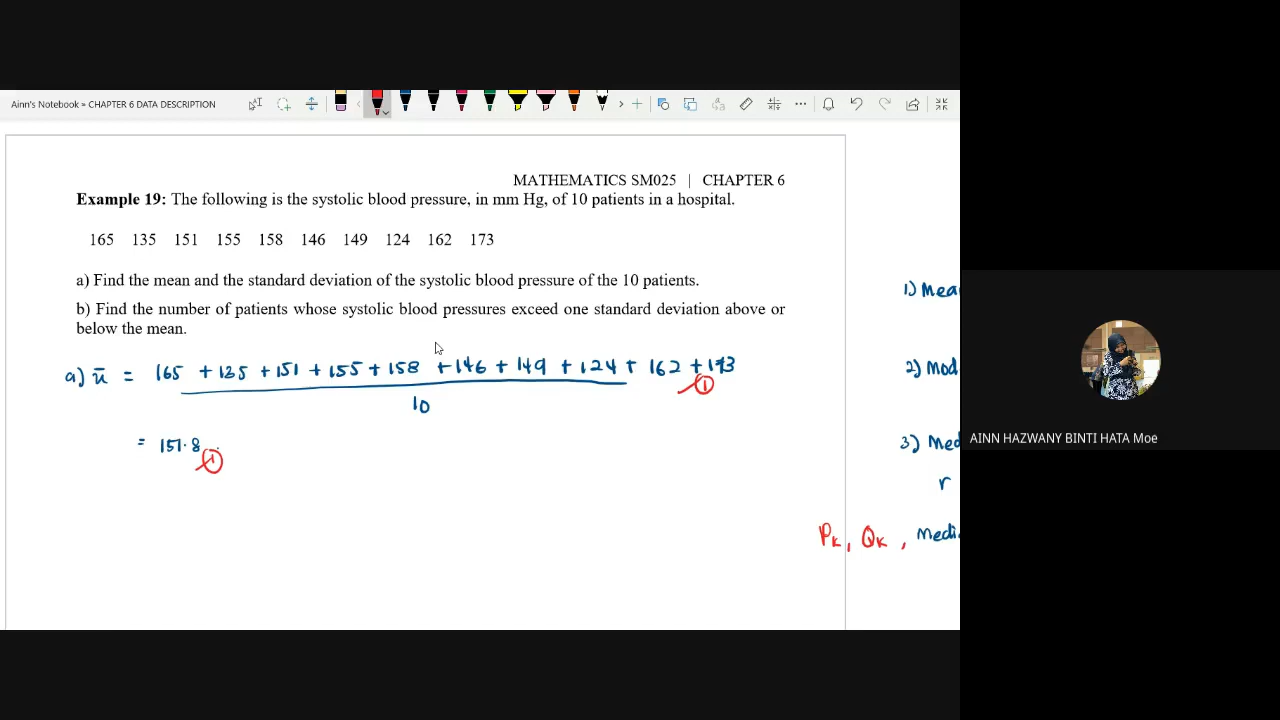 Ainn's Notebook » CHAPTER 6 DATA DESCRIPTION
MATHEMATICS SM025 | CHAPTER 6
Example 19: The following is the systolic blood pressure, in mm Hg, of 10 patients in a hospital.
165 135 151 155 158 146 149 124 162 173
a) Find the mean and the standard deviation of the systolic blood pressure of the 10 patients.
b) Find the number of patients whose systolic blood pressures exceed one standard deviation above or
below the mean.
a) x̄ = 165 + 135 + 151 + 155 + 158 + 146 + 149 + 124 + 162 + 173
1
10
= 151.8
1
1) Mea
2) Mod
3) Med
r
Pk, Qk, medi
AINN HAZWANY BINTI HATA Moe